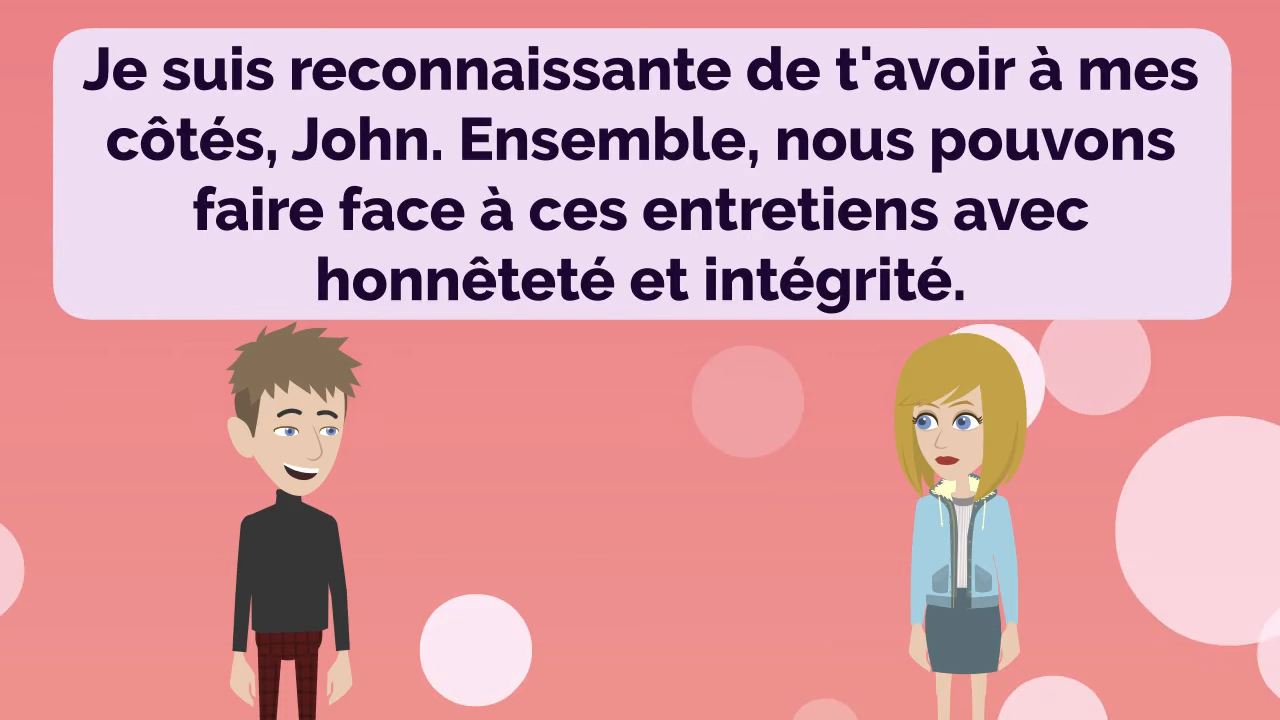 Je suis reconnaissante de t'avoir à mes
côtés, John. Ensemble, nous pouvons
faire face à ces entretiens avec
honnêteté et intégrité.